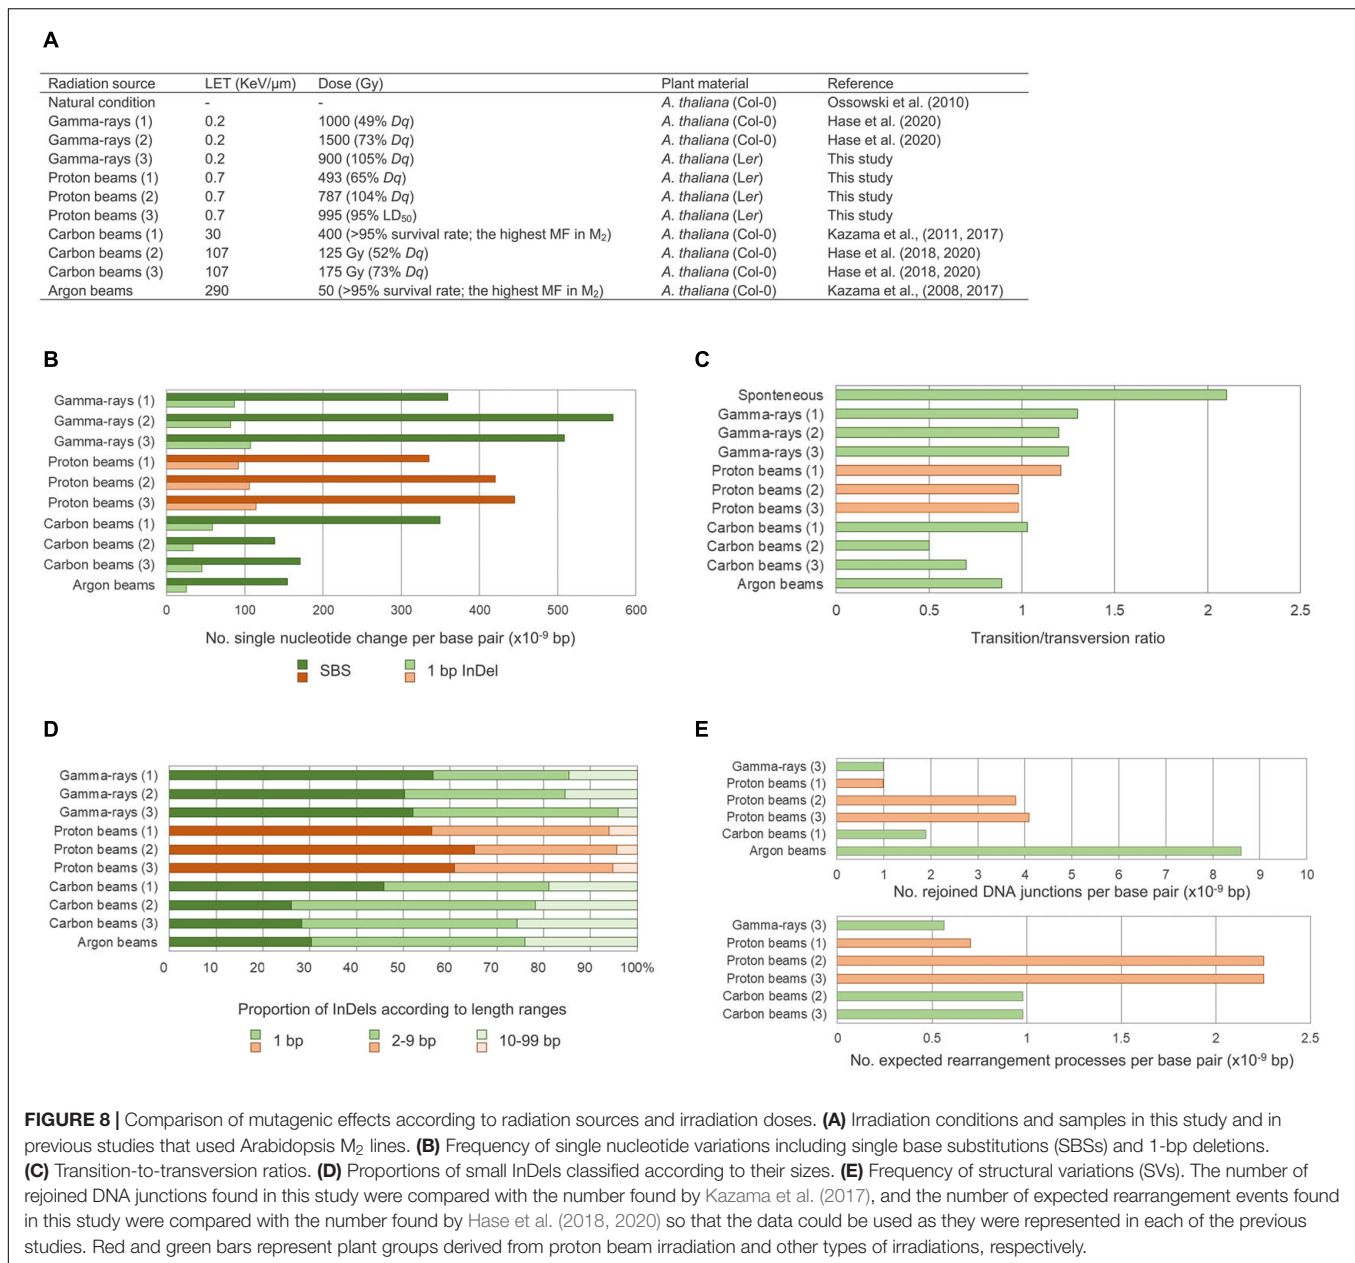 A
Radiation source LET (KeV/μm) Dose (Gy) Plant material Reference
Natural condition - - A. thaliana (Col-0) Ossowski et al. (2010)
Gamma-rays (1) 0.2 1000 (49% Dq) A. thaliana (Col-0) Hase et al. (2020)
Gamma-rays (2) 0.2 1500 (73% Dq) A. thaliana (Col-0) Hase et al. (2020)
Gamma-rays (3) 0.2 900 (105% Dq) A. thaliana (Ler) This study
Proton beams (1) 0.7 493 (65% Dq) A. thaliana (Ler) This study
Proton beams (2) 0.7 787 (104% Dq) A. thaliana (Ler) This study
Proton beams (3) 0.7 995 (95% LD50) A. thaliana (Ler) This study
Carbon beams (1) 30 400 (>95% survival rate; the highest MF in M2) A. thaliana (Col-0) Kazama et al., (2011, 2017)
Carbon beams (2) 107 125 Gy (52% Dq) A. thaliana (Col-0) Hase et al. (2018, 2020)
Carbon beams (3) 107 175 Gy (73% Dq) A. thaliana (Col-0) Hase et al. (2018, 2020)
Argon beams 290 50 (>95% survival rate; the highest MF in M2) A. thaliana (Col-0) Kazama et al., (2008, 2017)
B
Gamma-rays (1)
Gamma-rays (2)
Gamma-rays (3)
Proton beams (1)
Proton beams (2)
Proton beams (3)
Carbon beams (1)
Carbon beams (2)
Carbon beams (3)
Argon beams
0 100 200 300 400 500 600
No. single nucleotide change per base pair (x10-9 bp)
SBS 1 bp InDel
C
Sponteneous
Gamma-rays (1)
Gamma-rays (2)
Gamma-rays (3)
Proton beams (1)
Proton beams (2)
Proton beams (3)
Carbon beams (1)
Carbon beams (2)
Carbon beams (3)
Argon beams
0 0.5 1 1.5 2 2.5
Transition/transversion ratio
D
Gamma-rays (1)
Gamma-rays (2)
Gamma-rays (3)
Proton beams (1)
Proton beams (2)
Proton beams (3)
Carbon beams (1)
Carbon beams (2)
Carbon beams (3)
Argon beams
0 10 20 30 40 50 60 70 80 90 100%
Proportion of InDels according to length ranges
1 bp 2-9 bp 10-99 bp
E
Gamma-rays (3)
Proton beams (1)
Proton beams (2)
Proton beams (3)
Carbon beams (1)
Argon beams
0 1 2 3 4 5 6 7 8 9 10
No. rejoined DNA junctions per base pair (x10-9 bp)
Gamma-rays (3)
Proton beams (1)
Proton beams (2)
Proton beams (3)
Carbon beams (2)
Carbon beams (3)
0 0.5 1 1.5 2 2.5
No. expected rearrangement processes per base pair (x10-9 bp)
FIGURE 8 | Comparison of mutagenic effects according to radiation sources and irradiation doses. (A) Irradiation conditions and samples in this study and in
previous studies that used Arabidopsis M2 lines. (B) Frequency of single nucleotide variations including single base substitutions (SBSs) and 1-bp deletions.
(C) Transition-to-transversion ratios. (D) Proportions of small InDels classified according to their sizes. (E) Frequency of structural variations (SVs). The number of
rejoined DNA junctions found in this study were compared with the number found by Kazama et al. (2017), and the number of expected rearrangement events found
in this study were compared with the number found by Hase et al. (2018, 2020) so that the data could be used as they were represented in each of the previous
studies. Red and green bars represent plant groups derived from proton beam irradiation and other types of irradiations, respectively.